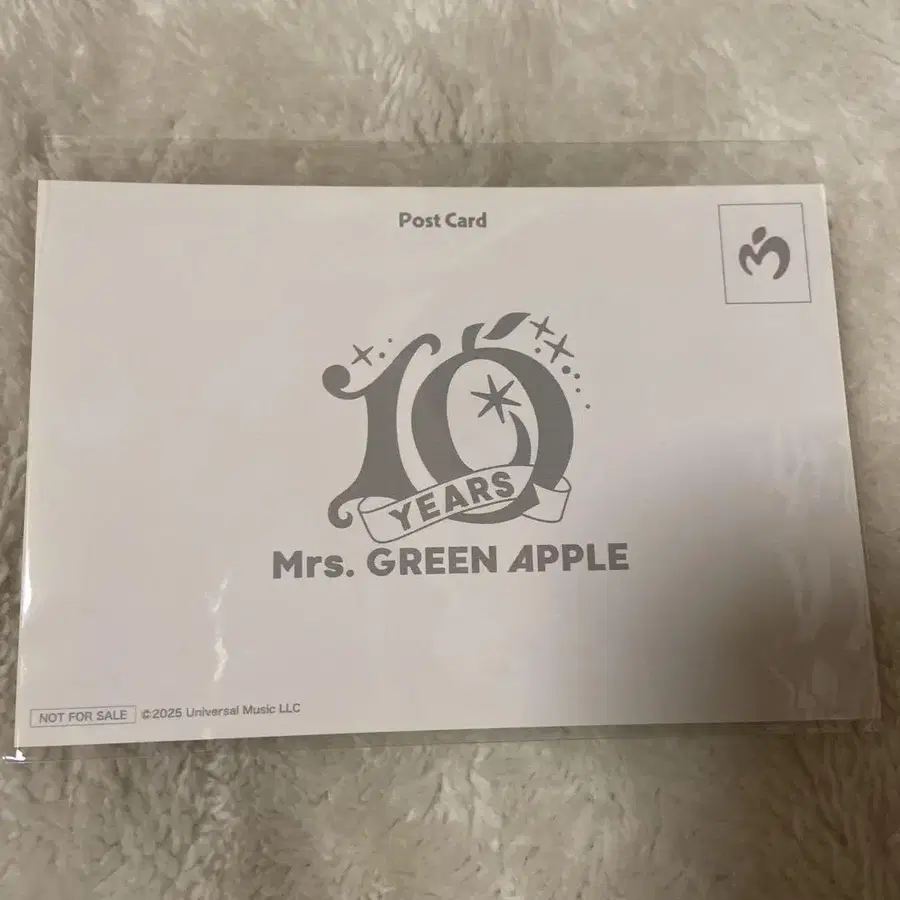 Post Card
10
YEARS
Mrs. GREEN APPLE
NOT FOR SALE ©2025 Universal Music LLC